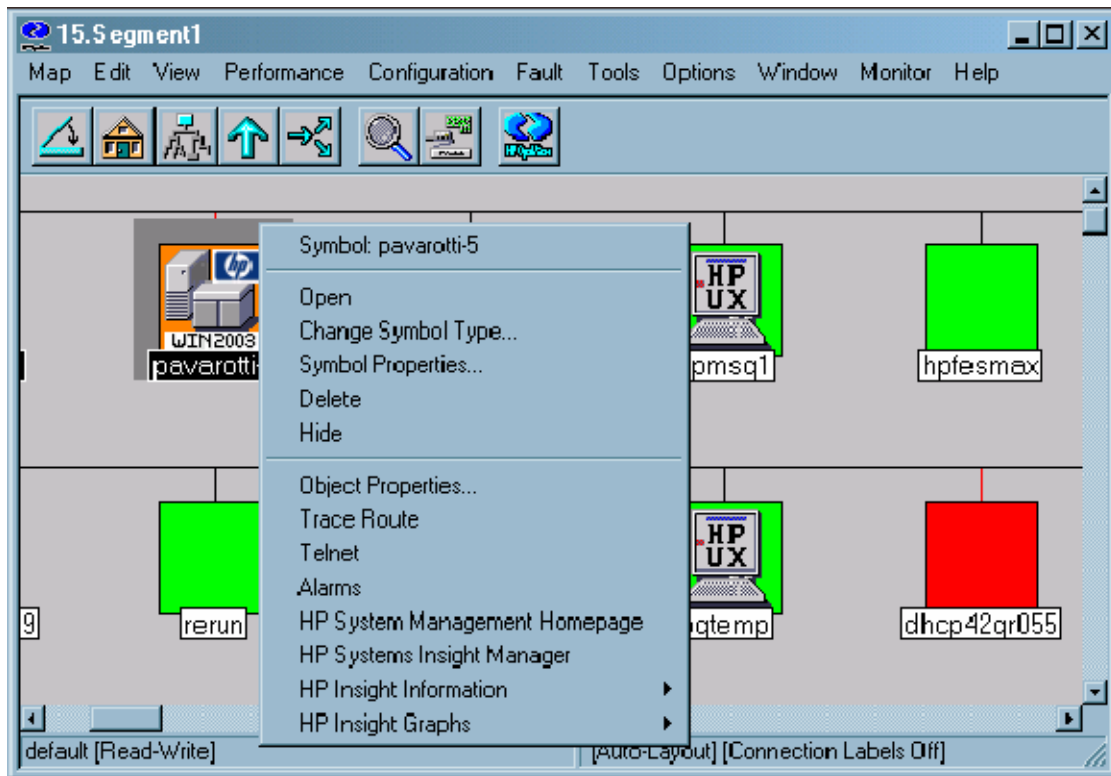 15.Segment1
Map Edit View Performance Configuration Fault Tools Options Window Monitor Help
hp
WIN2003
pavarotti-
HP
UX
pmsq1
hpfesmax
Symbol: pavarotti-5
Open
Change Symbol Type...
Symbol Properties...
Delete
Hide
Object Properties...
Trace Route
Telnet
Alarms
HP System Management Homepage
HP Systems Insight Manager
HP Insight Information
HP Insight Graphs
9
rerun
HP
UX
qtemp
dhcp42qr055
default [Read-Write]
[Auto-Layout] [Connection Labels Off]